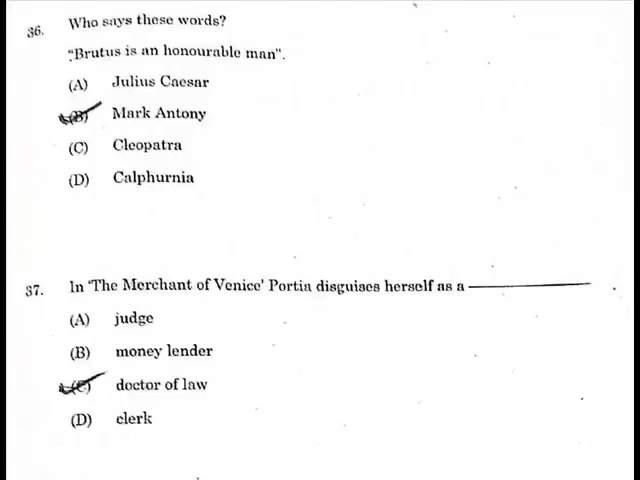 36. Who says these words?
"Brutus is an honourable man".
(A) Julius Caesar
(B) Mark Antony
(C) Cleopatra
(D) Calphurnia
37. In 'The Merchant of Venice' Portia disguises herself as a
(A) judge
(B) money lender
(C) doctor of law
(D) clerk